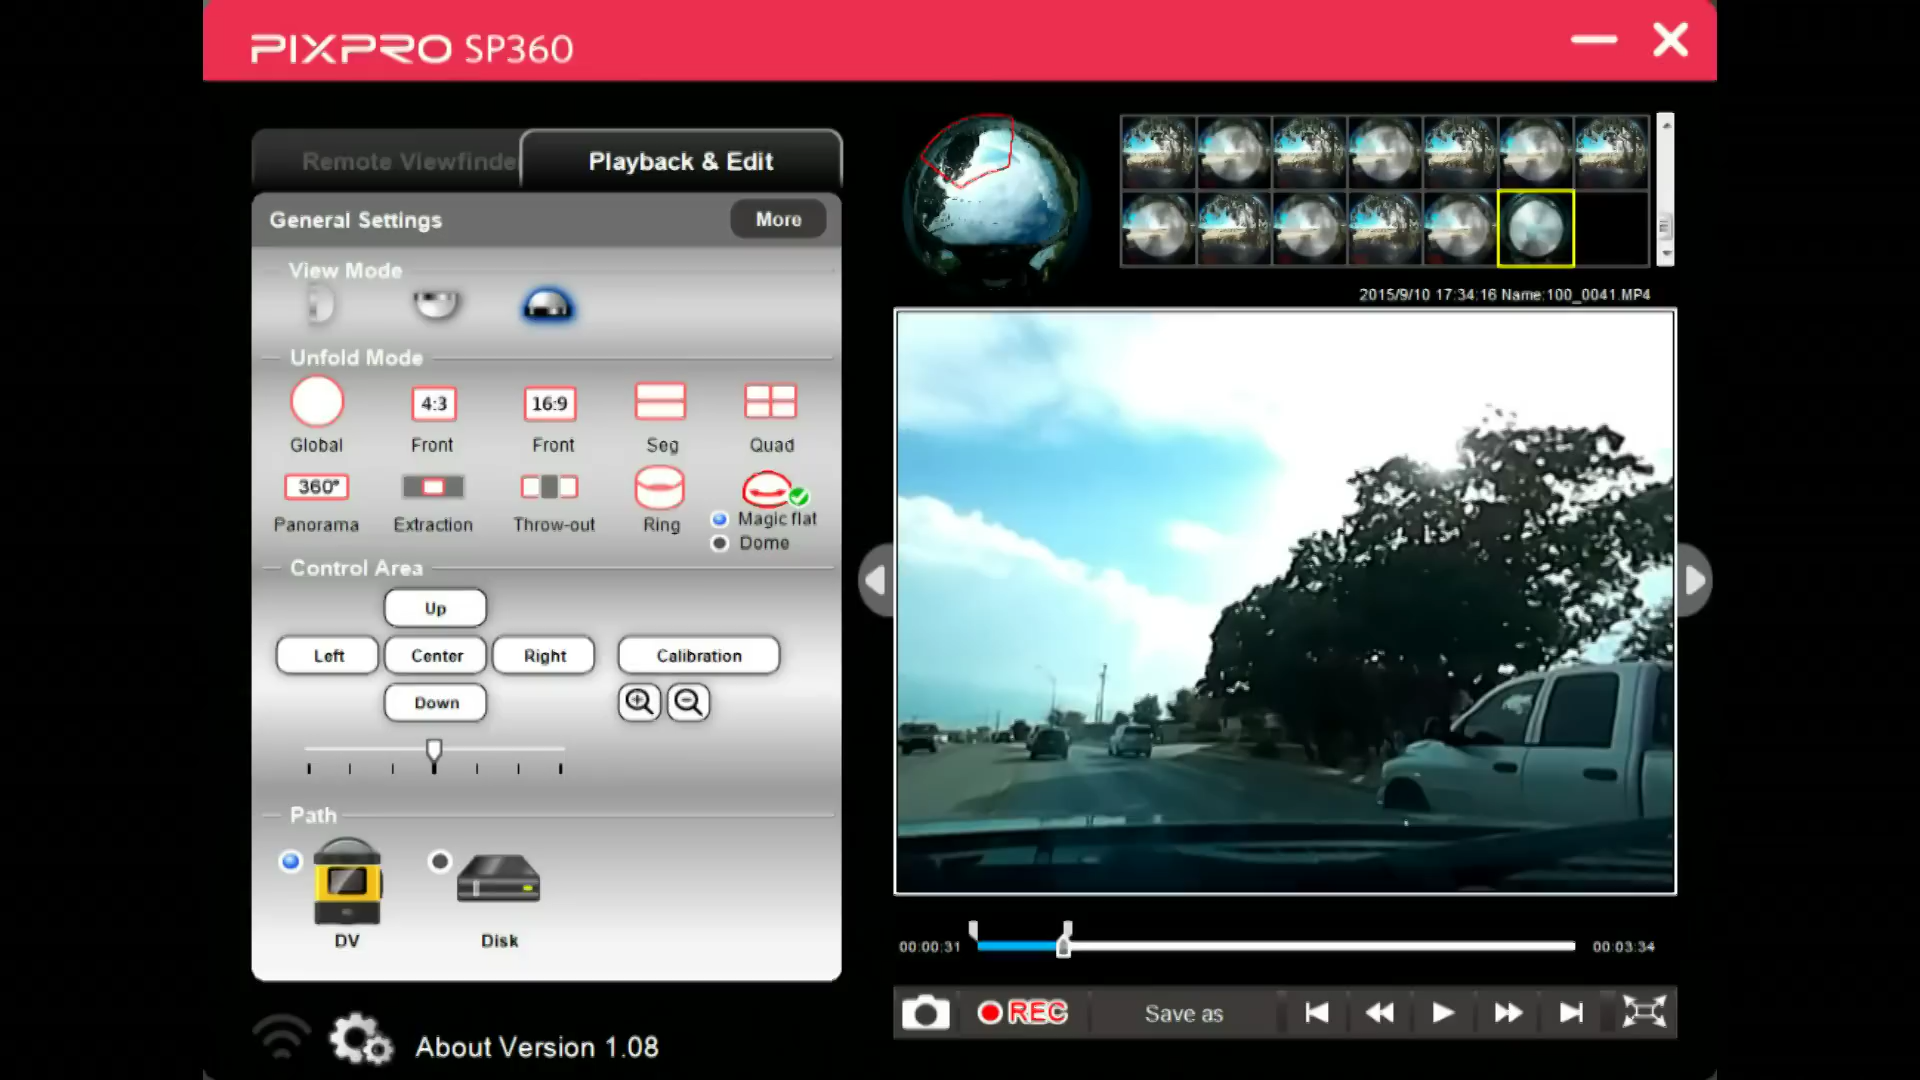 PIXPRO SP360
Remote Viewfinde
Playback & Edit
General Settings
More
View Mode
Unfold Mode
4:3
16:9
Global
Front
Front
Seg
Quad
360°
Panorama
Extraction
Throw-out
Ring
Magic flat
Dome
Control Area
Up
Left
Center
Right
Calibration
Down
Path
DV
Disk
About Version 1.08
2015/9/10 17:34:16 Name:100_0041.MP4
00:00:31
00:03:34
REC
Save as